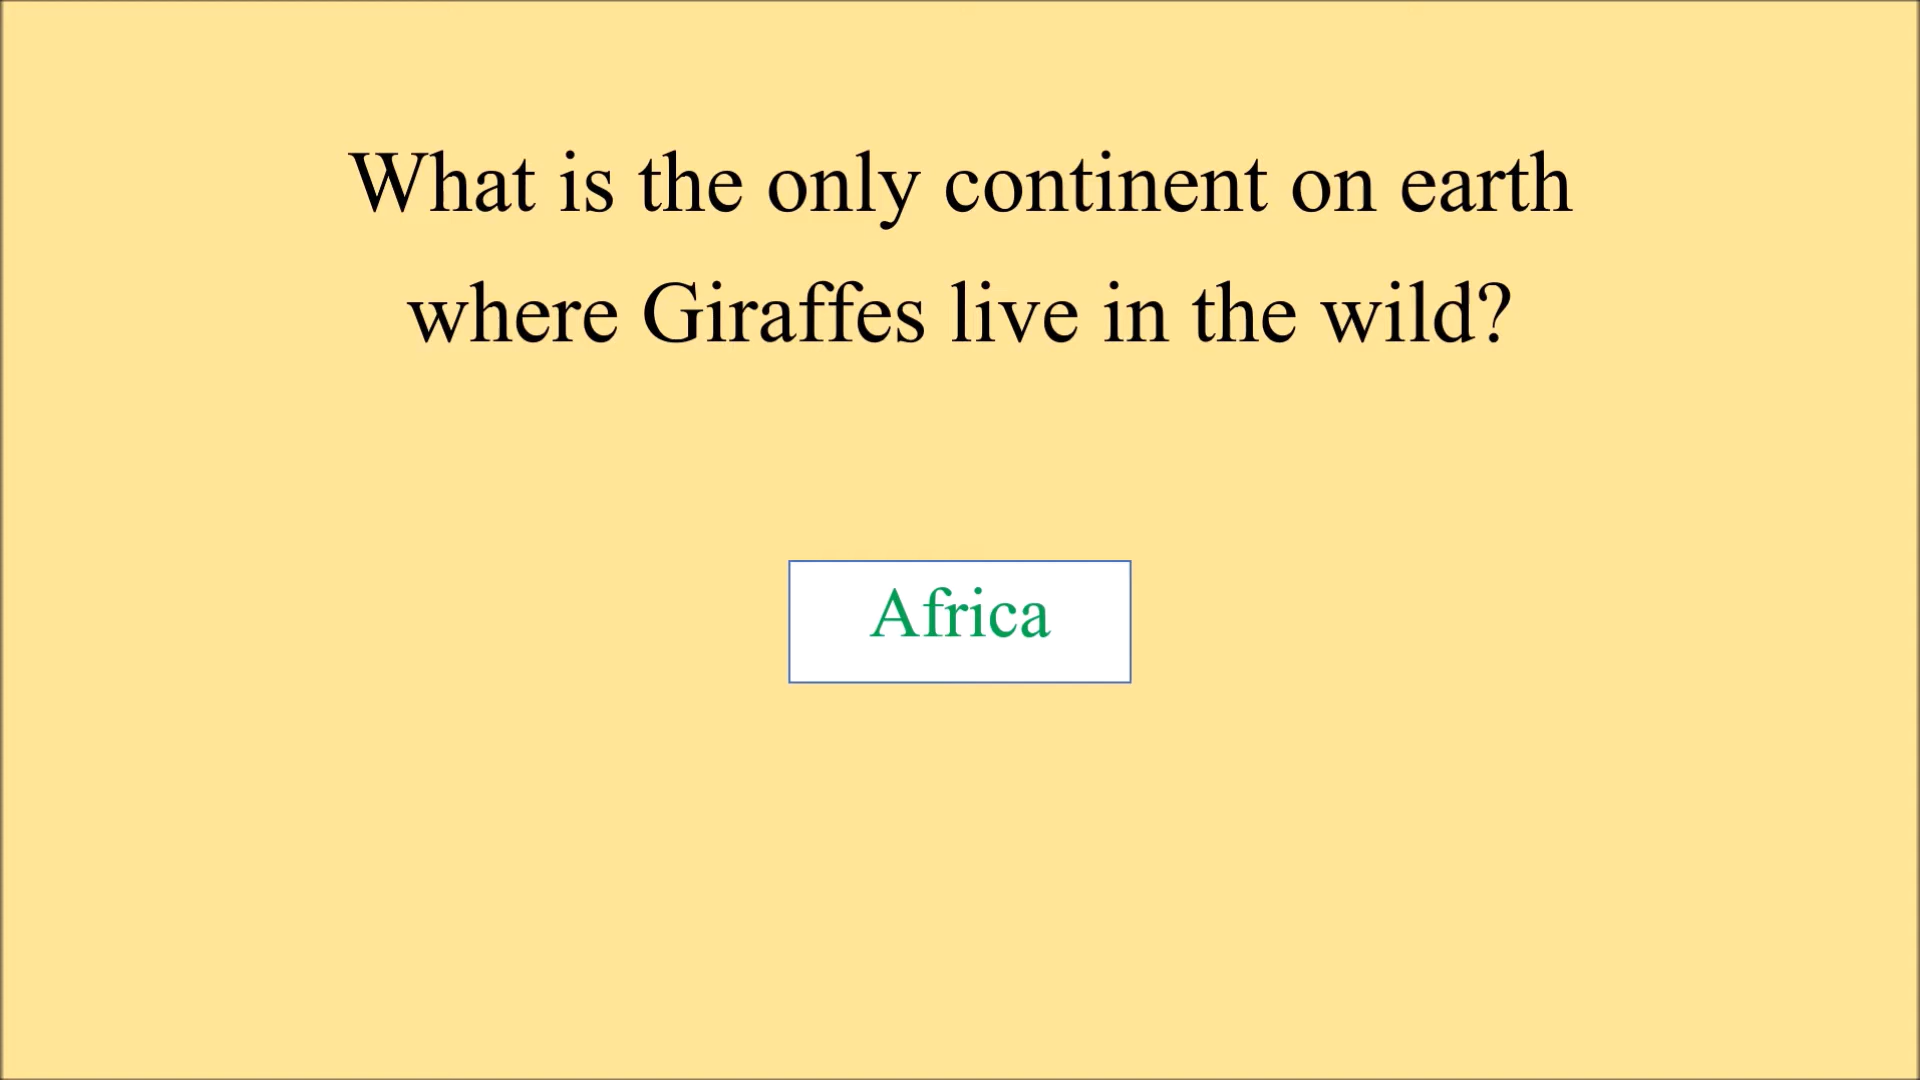 What is the only continent on earth
where Giraffes live in the wild?
Africa